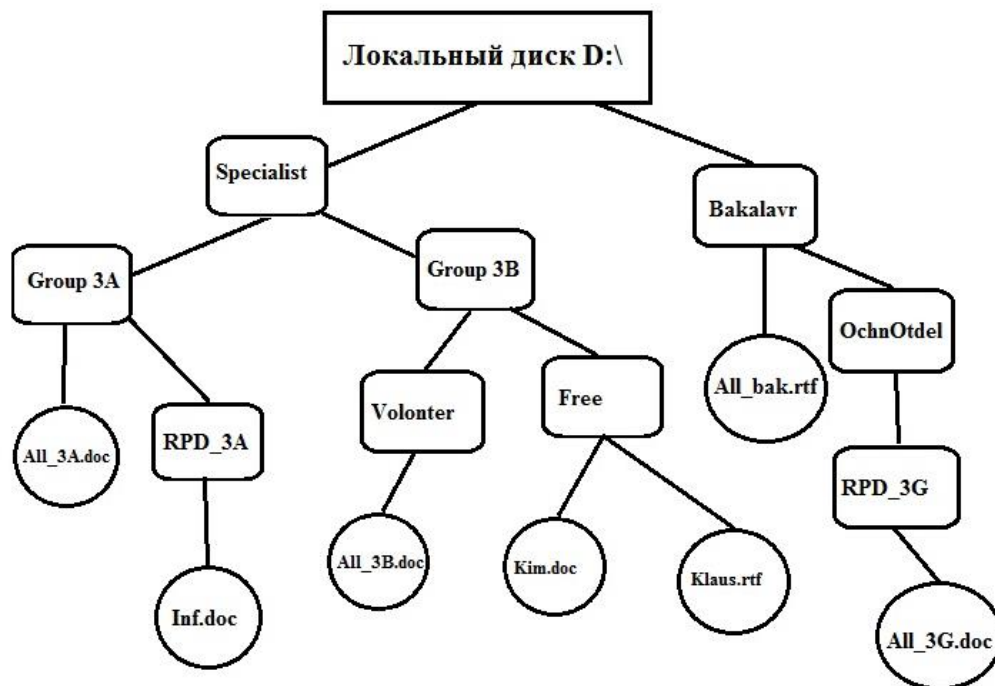 Локальный диск D:\
Specialist
Bakalavr
Group 3A
Group 3B
OchnOtdel
All_bak.rtf
Volonter
Free
All_3A.doc
RPD_3A
RPD_3G
All_3B.doc
Kim.doc
Klaus.rtf
Inf.doc
All_3G.doc